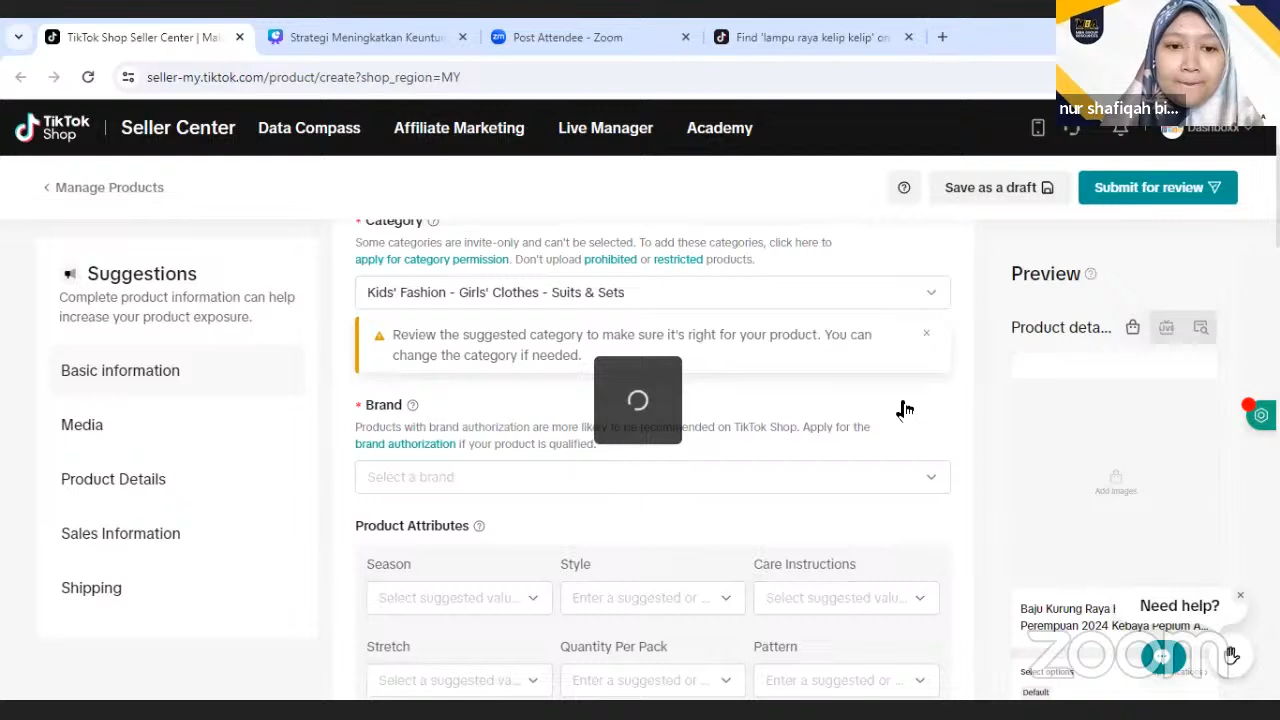 TikTok Shop Seller Center | Mal
Strategi Meningkatkan Keuntu
Post Attendee - Zoom
Find 'lampu raya kelip kelip' on
seller-my.tiktok.com/product/create?shop_region=MY
nur shafiqah bi...
TikTok Shop
Seller Center
Data Compass
Affiliate Marketing
Live Manager
Academy
Dashboxx
Manage Products
Save as a draft
Submit for review
Suggestions
Complete product information can help
increase your product exposure.
Basic information
Media
Product Details
Sales Information
Shipping
* Category
Some categories are invite-only and can't be selected. To add these categories, click here to
apply for category permission. Don't upload prohibited or restricted products.
Kids' Fashion - Girls' Clothes - Suits & Sets
Review the suggested category to make sure it's right for your product. You can
change the category if needed.
* Brand
Products with brand authorization are more likely to be recommended on TikTok Shop. Apply for the
brand authorization if your product is qualified.
Select a brand
Product Attributes
Season
Style
Care Instructions
Select suggested valu...
Enter a suggested or ...
Select suggested valu...
Stretch
Quantity Per Pack
Pattern
Select a suggested va...
Enter a suggested or ...
Enter a suggested or ...
Preview
Product deta...
LIVE
Add images
Baju Kurung Raya
Perempuan 2024 Kebaya Peplum A...
Need help?
Select options
Default
zoom